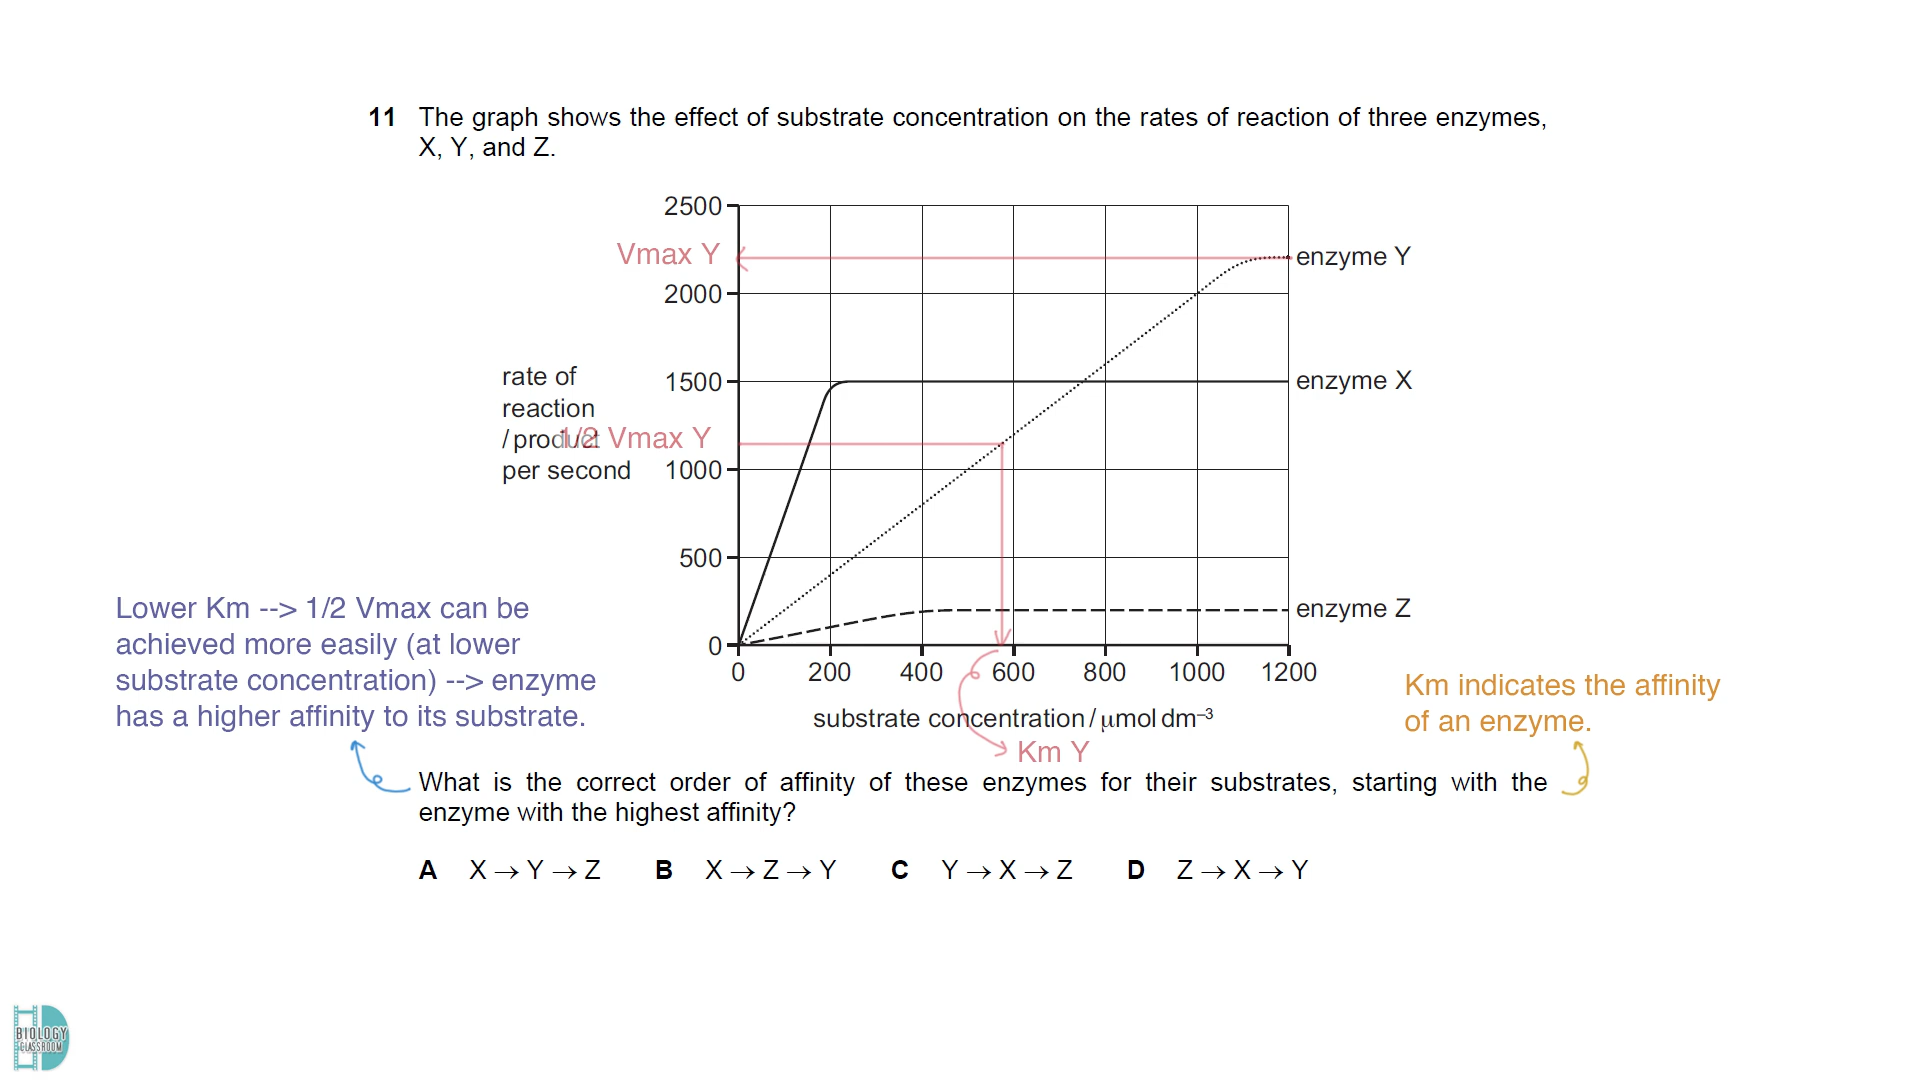 11 The graph shows the effect of substrate concentration on the rates of reaction of three enzymes,
X, Y, and Z.
2500
Vmax Y
enzyme Y
2000
rate of
reaction
/ product
per second
1500
enzyme X
1/2 Vmax Y
1000
500
enzyme Z
0
0 200 400 600 800 1000 1200
substrate concentration / μmol dm–3
Km Y
Lower Km --> 1/2 Vmax can be
achieved more easily (at lower
substrate concentration) --> enzyme
has a higher affinity to its substrate.
Km indicates the affinity
of an enzyme.
What is the correct order of affinity of these enzymes for their substrates, starting with the
enzyme with the highest affinity?
A X → Y → Z B X → Z → Y C Y → X → Z D Z → X → Y
BIOLOGY
CLASSROOM